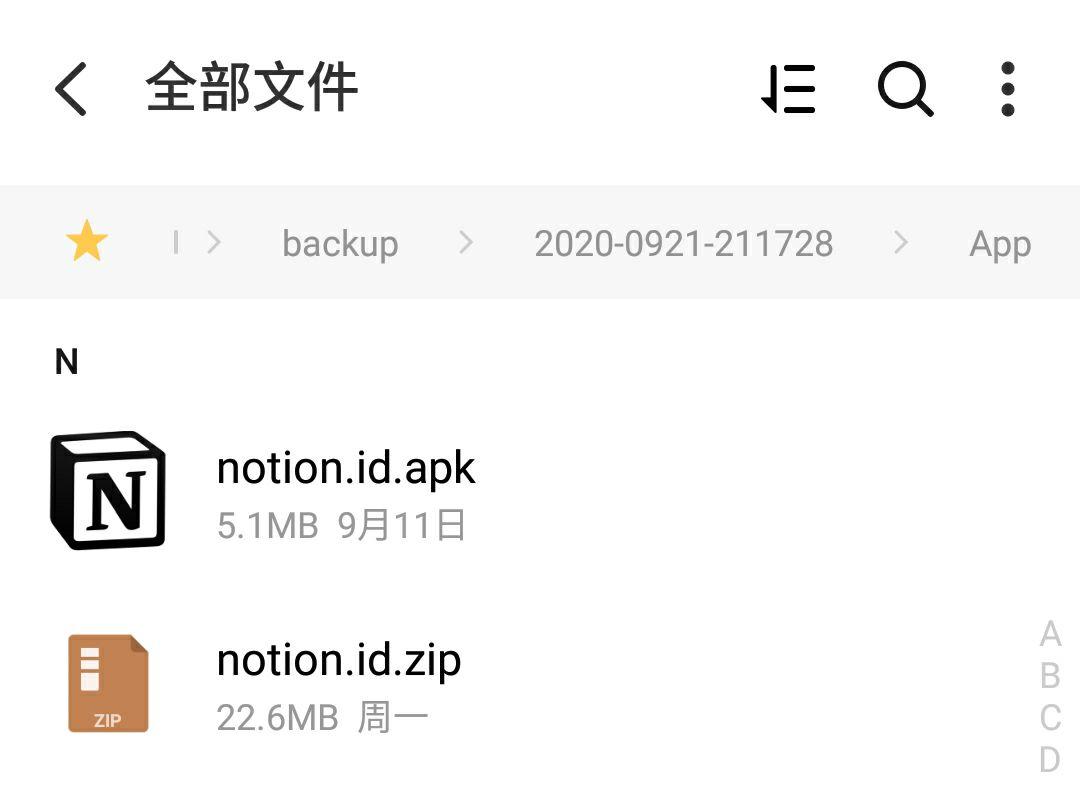 全部文件
backup 2020-0921-211728 App
N
N
notion.id.apk
5.1MB 9月11日
ZIP
notion.id.zip
22.6MB 周一
A
B
C
D